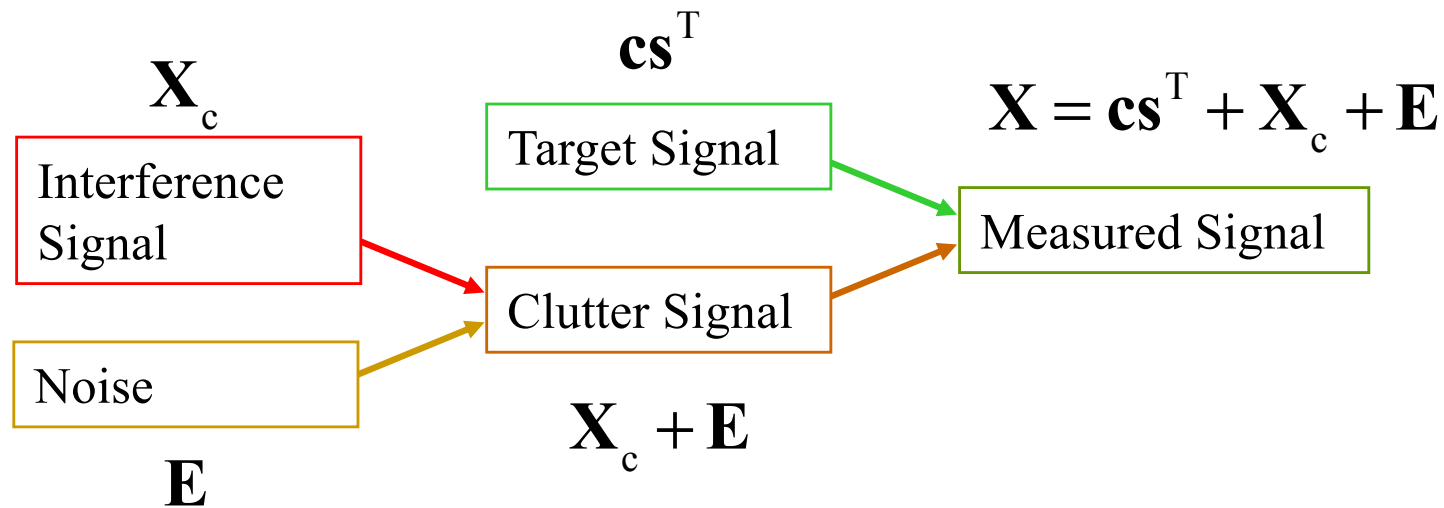 X_c
Interference
Signal
Noise
E
cs^T
Target Signal
Clutter Signal
X_c + E
X = cs^T + X_c + E
Measured Signal